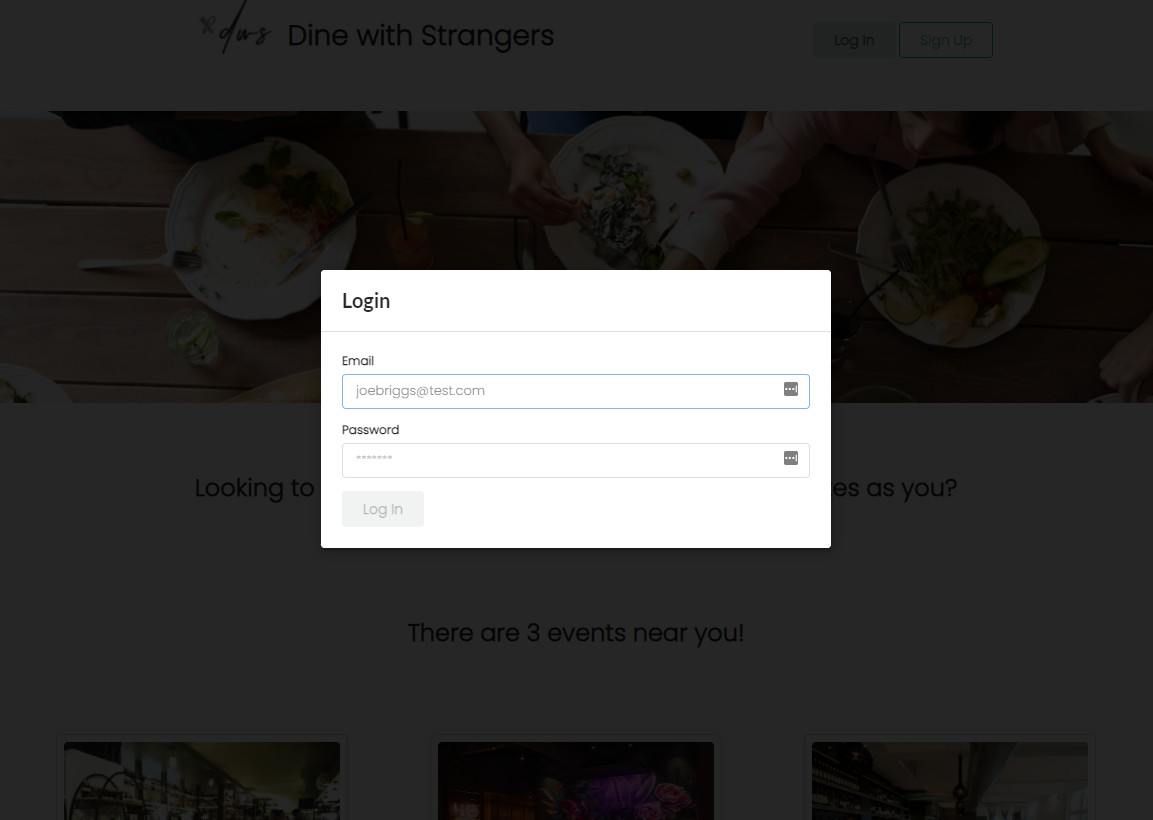 dws Dine with Strangers
Log In
Sign Up
Login
Email
joebriggs@test.com
Password
*******
Log In
Looking to
es as you?
There are 3 events near you!